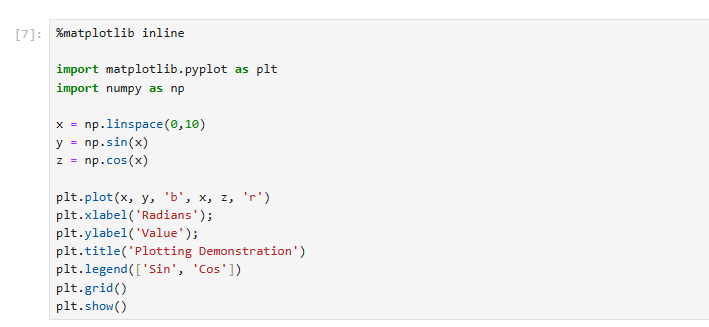 [7]: %matplotlib inline
import matplotlib.pyplot as plt
import numpy as np
x = np.linspace(0,10)
y = np.sin(x)
z = np.cos(x)
plt.plot(x, y, 'b', x, z, 'r')
plt.xlabel('Radians');
plt.ylabel('Value');
plt.title('Plotting Demonstration')
plt.legend(['Sin', 'Cos'])
plt.grid()
plt.show()